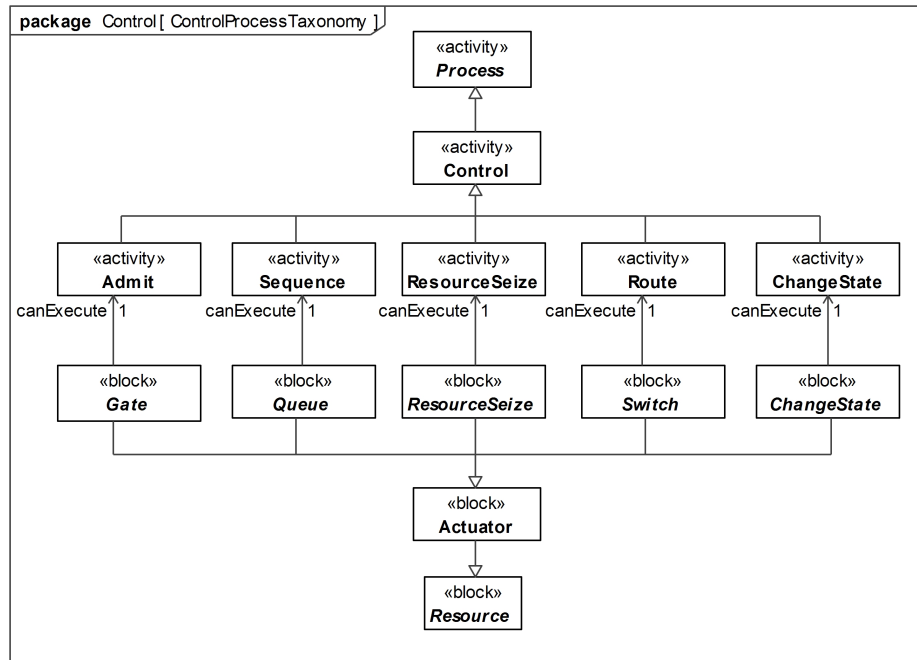 package Control[ ControlProcessTaxonomy ]
«activity»
Process
«activity»
Control
«activity» «activity» «activity» «activity» «activity»
Admit Sequence ResourceSeize Route ChangeState
canExecute 1 canExecute 1 canExecute 1 canExecute 1 canExecute 1
«block» «block» «block» «block» «block»
Gate Queue ResourceSeize Switch ChangeState
«block»
Actuator
«block»
Resource